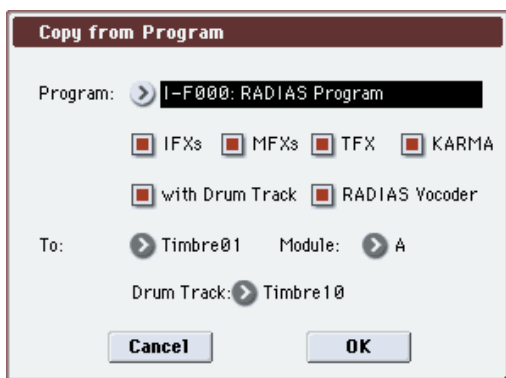 Copy from Program
Program: I-F000: RADIAS Program
IFXs MFXs TFX KARMA
with Drum Track RADIAS Vocoder
To: Timbre01 Module: A
Drum Track: Timbre10
Cancel OK